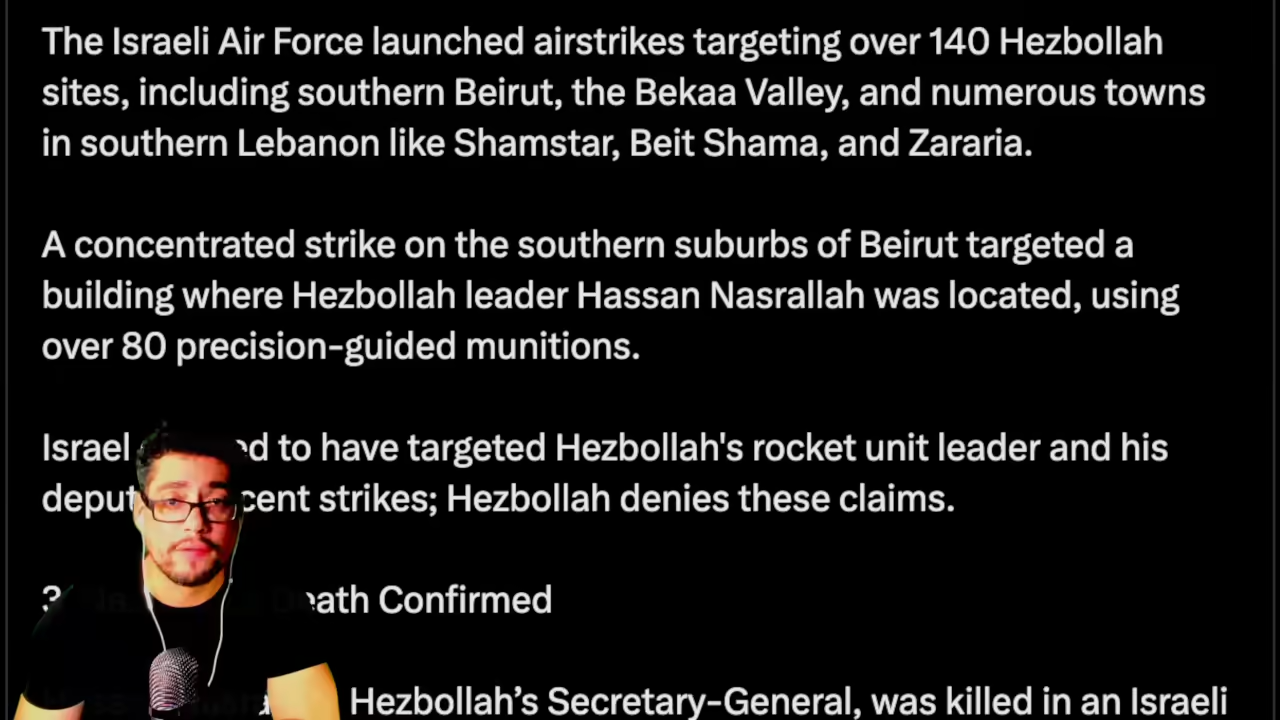 The Israeli Air Force launched airstrikes targeting over 140 Hezbollah
sites, including southern Beirut, the Bekaa Valley, and numerous towns
in southern Lebanon like Shamstar, Beit Shama, and Zararia.
A concentrated strike on the southern suburbs of Beirut targeted a
building where Hezbollah leader Hassan Nasrallah was located, using
over 80 precision-guided munitions.
Israel to have targeted Hezbollah's rocket unit leader and his
strikes; Hezbollah denies these claims.
Death Confirmed
Hezbollah’s Secretary-General, was killed in an Israeli